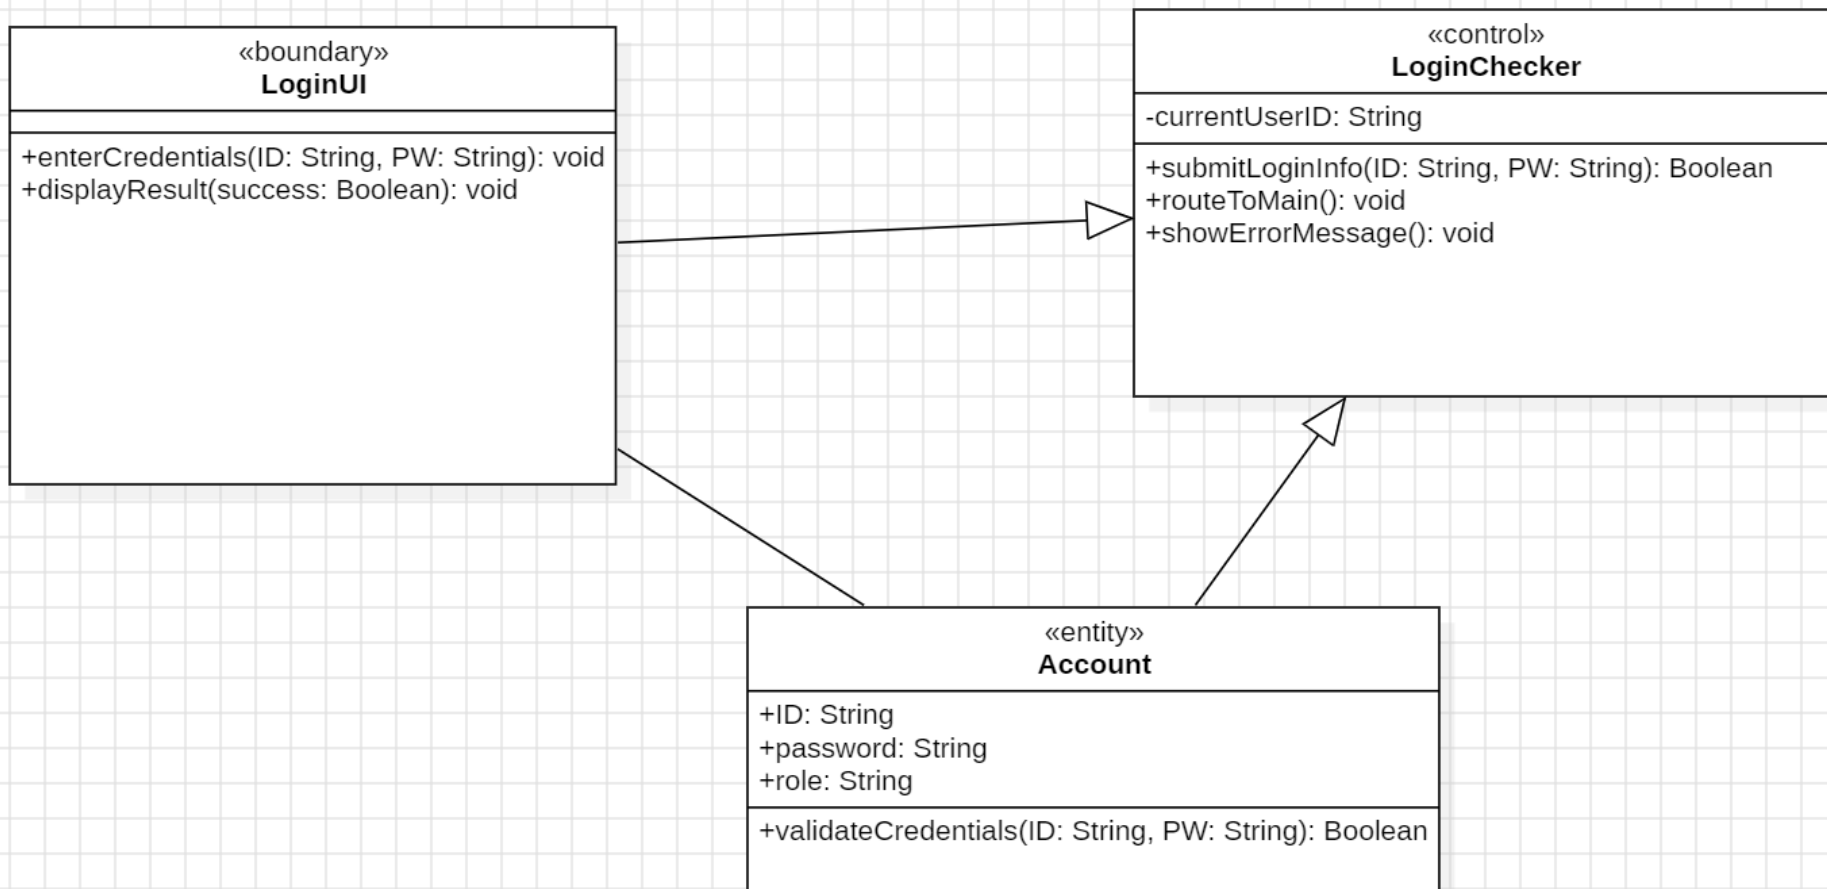 «boundary»
LoginUI
+enterCredentials(ID: String, PW: String): void
+displayResult(success: Boolean): void
«control»
LoginChecker
-currentUserID: String
+submitLoginInfo(ID: String, PW: String): Boolean
+routeToMain(): void
+showErrorMessage(): void
«entity»
Account
+ID: String
+password: String
+role: String
+validateCredentials(ID: String, PW: String): Boolean